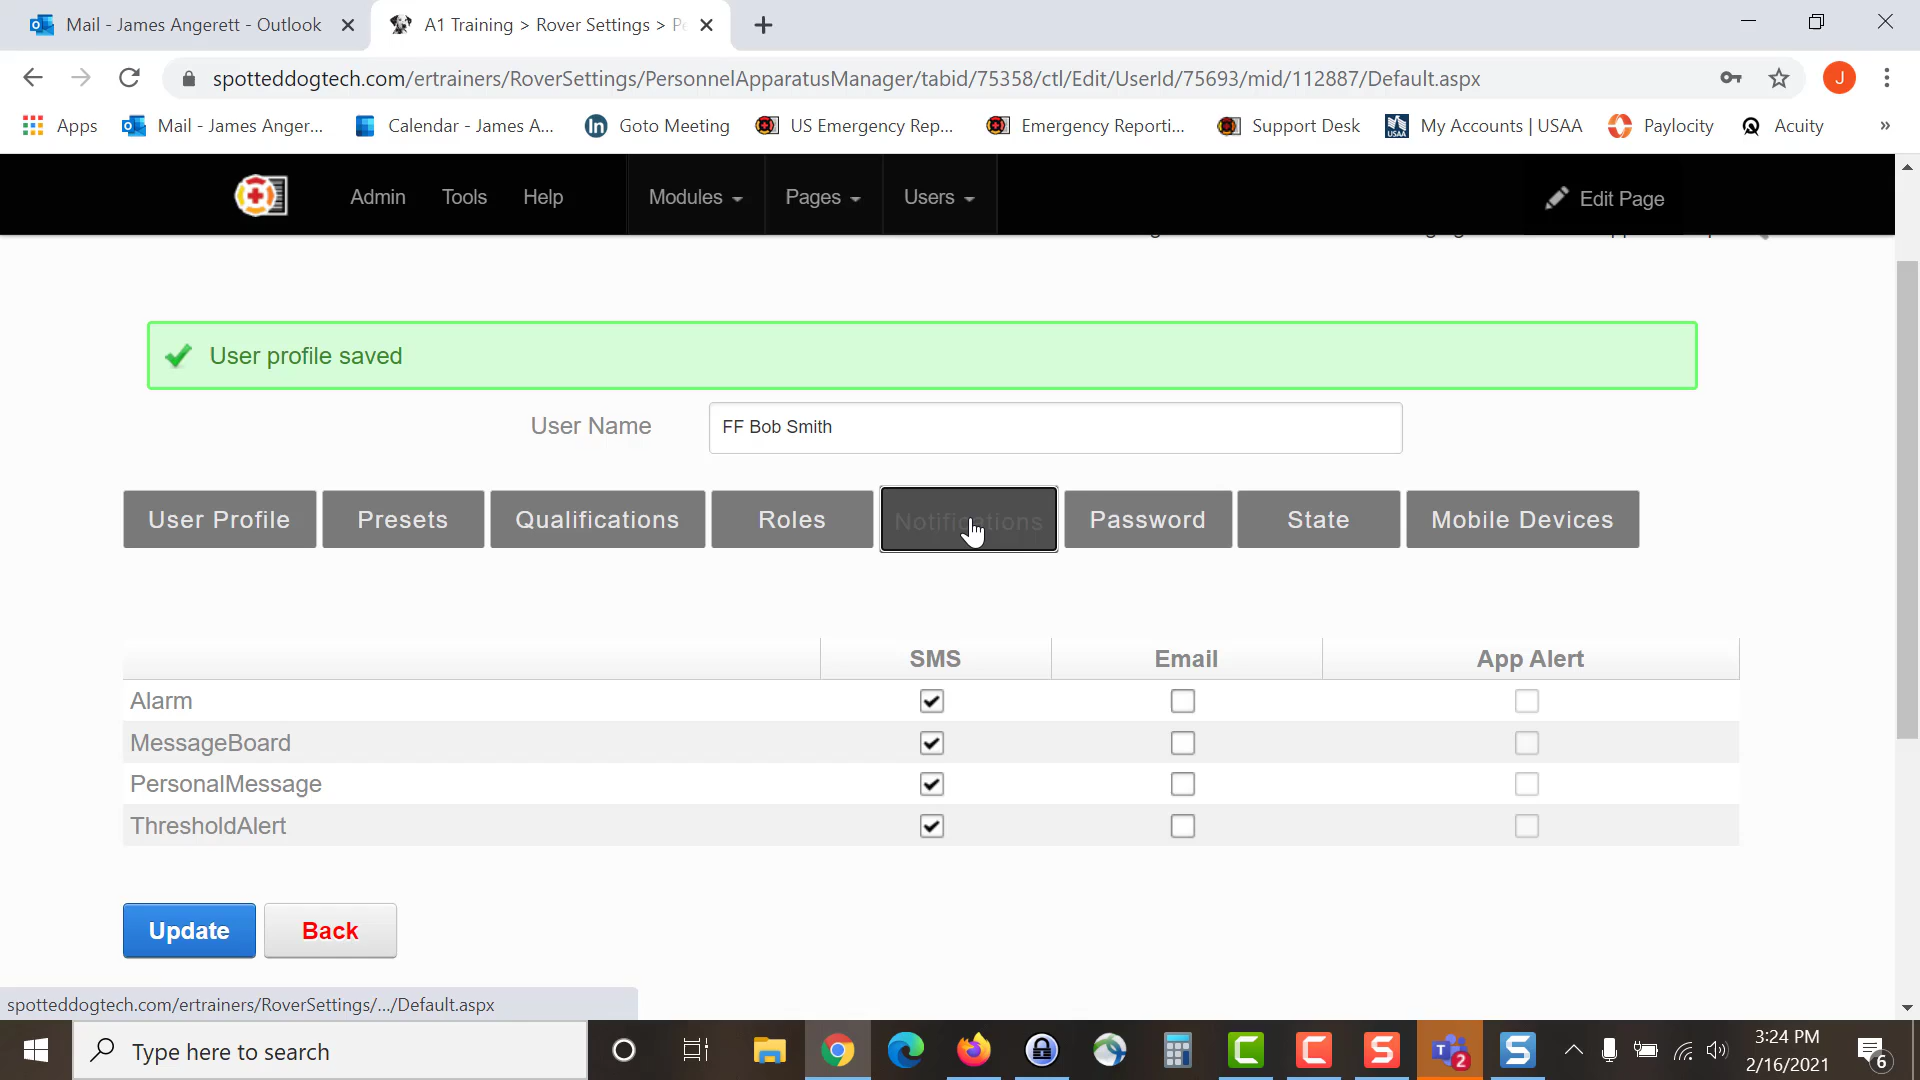 Mail - James Angerett - Outlook
A1 Training > Rover Settings > Pe
spotteddogtech.com/ertrainers/RoverSettings/PersonnelApparatusManager/tabid/75358/ctl/Edit/UserId/75693/mid/112887/Default.aspx
J
Apps
Mail - James Anger...
Calendar - James A...
Goto Meeting
US Emergency Rep...
Emergency Reporti...
Support Desk
My Accounts | USAA
Paylocity
Acuity
»
Admin
Tools
Help
Modules
Pages
Users
Edit Page
User profile saved
User Name
FF Bob Smith
User Profile
Presets
Qualifications
Roles
Notifications
Password
State
Mobile Devices
SMS
Email
App Alert
Alarm
MessageBoard
PersonalMessage
ThresholdAlert
Update
Back
spotteddogtech.com/ertrainers/RoverSettings/.../Default.aspx
Type here to search
2
3:24 PM
2/16/2021
6